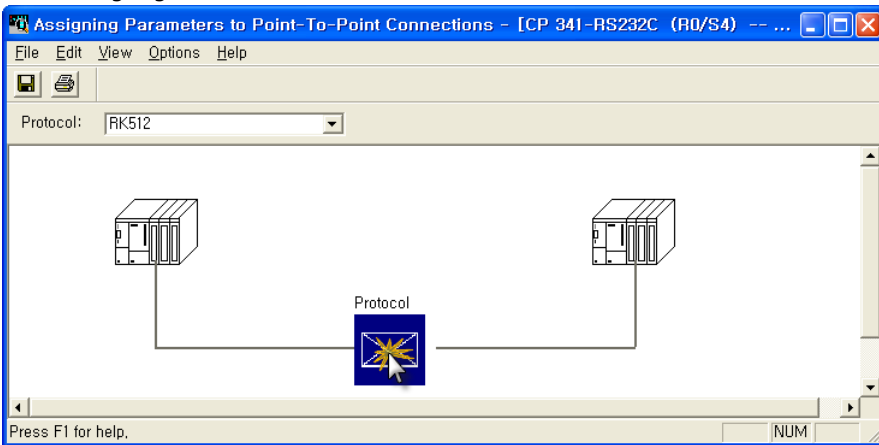 Assigning Parameters to Point-To-Point Connections - [CP 341-RS232C (R0/S4) -- ...
File Edit View Options Help
Protocol: RK512
Protocol
Press F1 for help, NUM